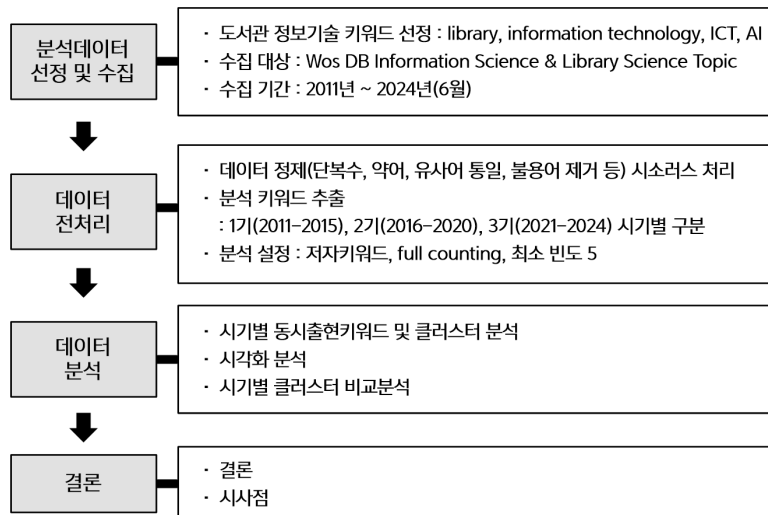 분석데이터
선정 및 수집
· 도서관 정보기술 키워드 선정 : library, information technology, ICT, AI
· 수집 대상 : Wos DB Information Science & Library Science Topic
· 수집 기간 : 2011년 ~ 2024년(6월)
데이터
전처리
· 데이터 정제(단복수, 약어, 유사어 통일, 불용어 제거 등) 시소러스 처리
· 분석 키워드 추출
: 1기(2011-2015), 2기(2016-2020), 3기(2021-2024) 시기별 구분
· 분석 설정 : 저자키워드, full counting, 최소 빈도 5
데이터
분석
· 시기별 동시출현키워드 및 클러스터 분석
· 시각화 분석
· 시기별 클러스터 비교분석
결론
· 결론
· 시사점